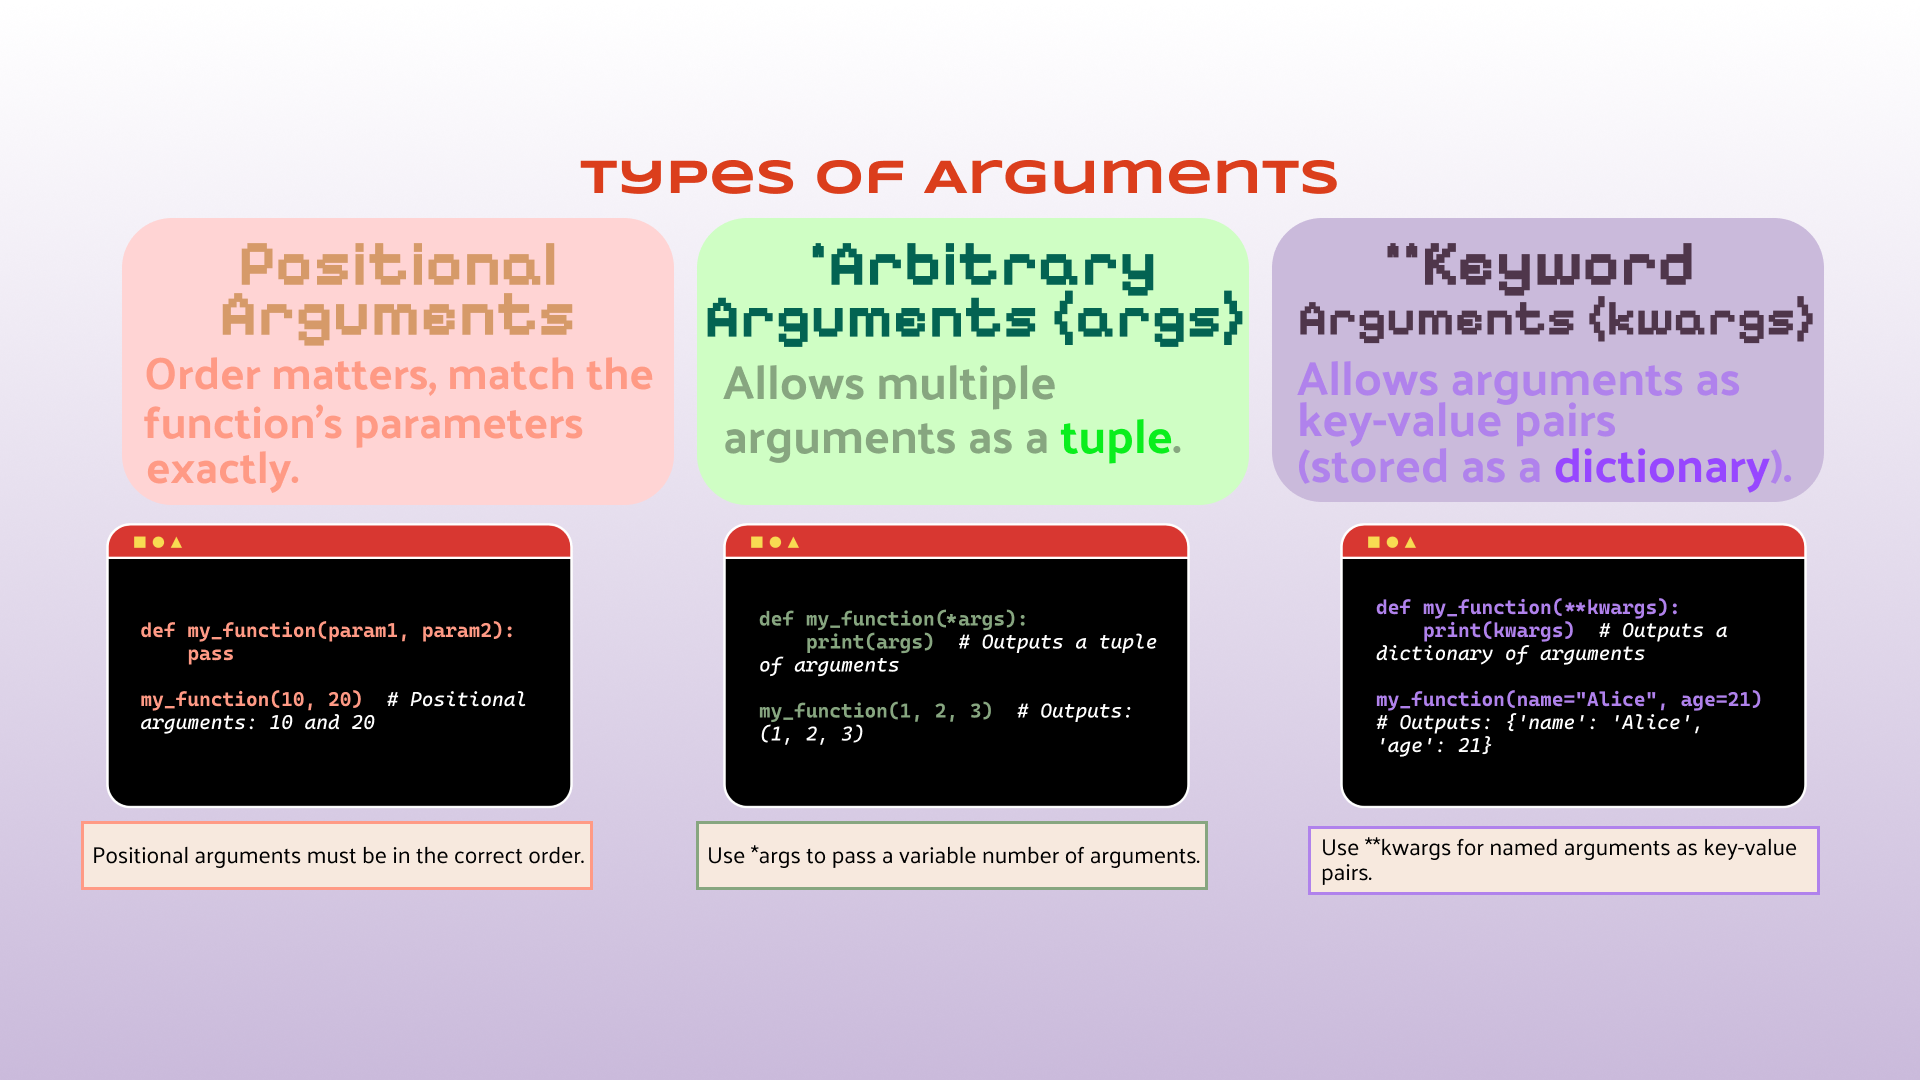 Types of Arguments
Positional
Arguments
Order matters, match the
function's parameters
exactly.
*Arbitrary
Arguments (args)
Allows multiple
arguments as a tuple.
**Keyword
Arguments (kwargs)
Allows arguments as
key-value pairs
(stored as a dictionary).
def my_function(param1, param2):
    pass
my_function(10, 20)  # Positional
arguments: 10 and 20
def my_function(*args):
    print(args)  # Outputs a tuple
of arguments
my_function(1, 2, 3)  # Outputs:
(1, 2, 3)
def my_function(**kwargs):
    print(kwargs)  # Outputs a
dictionary of arguments
my_function(name="Alice", age=21)
# Outputs: {'name': 'Alice',
'age': 21}
Positional arguments must be in the correct order.
Use *args to pass a variable number of arguments.
Use **kwargs for named arguments as key-value
pairs.